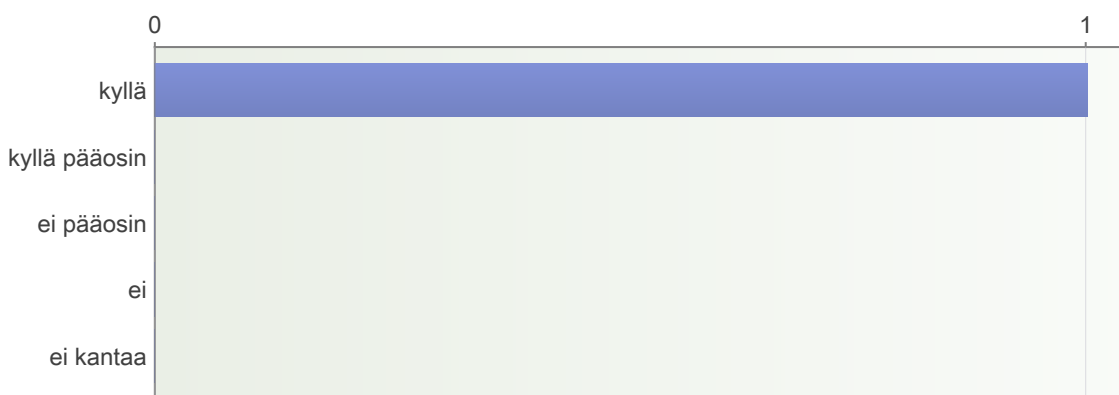 0 1
kyllä
kyllä pääosin
ei pääosin
ei
ei kantaa